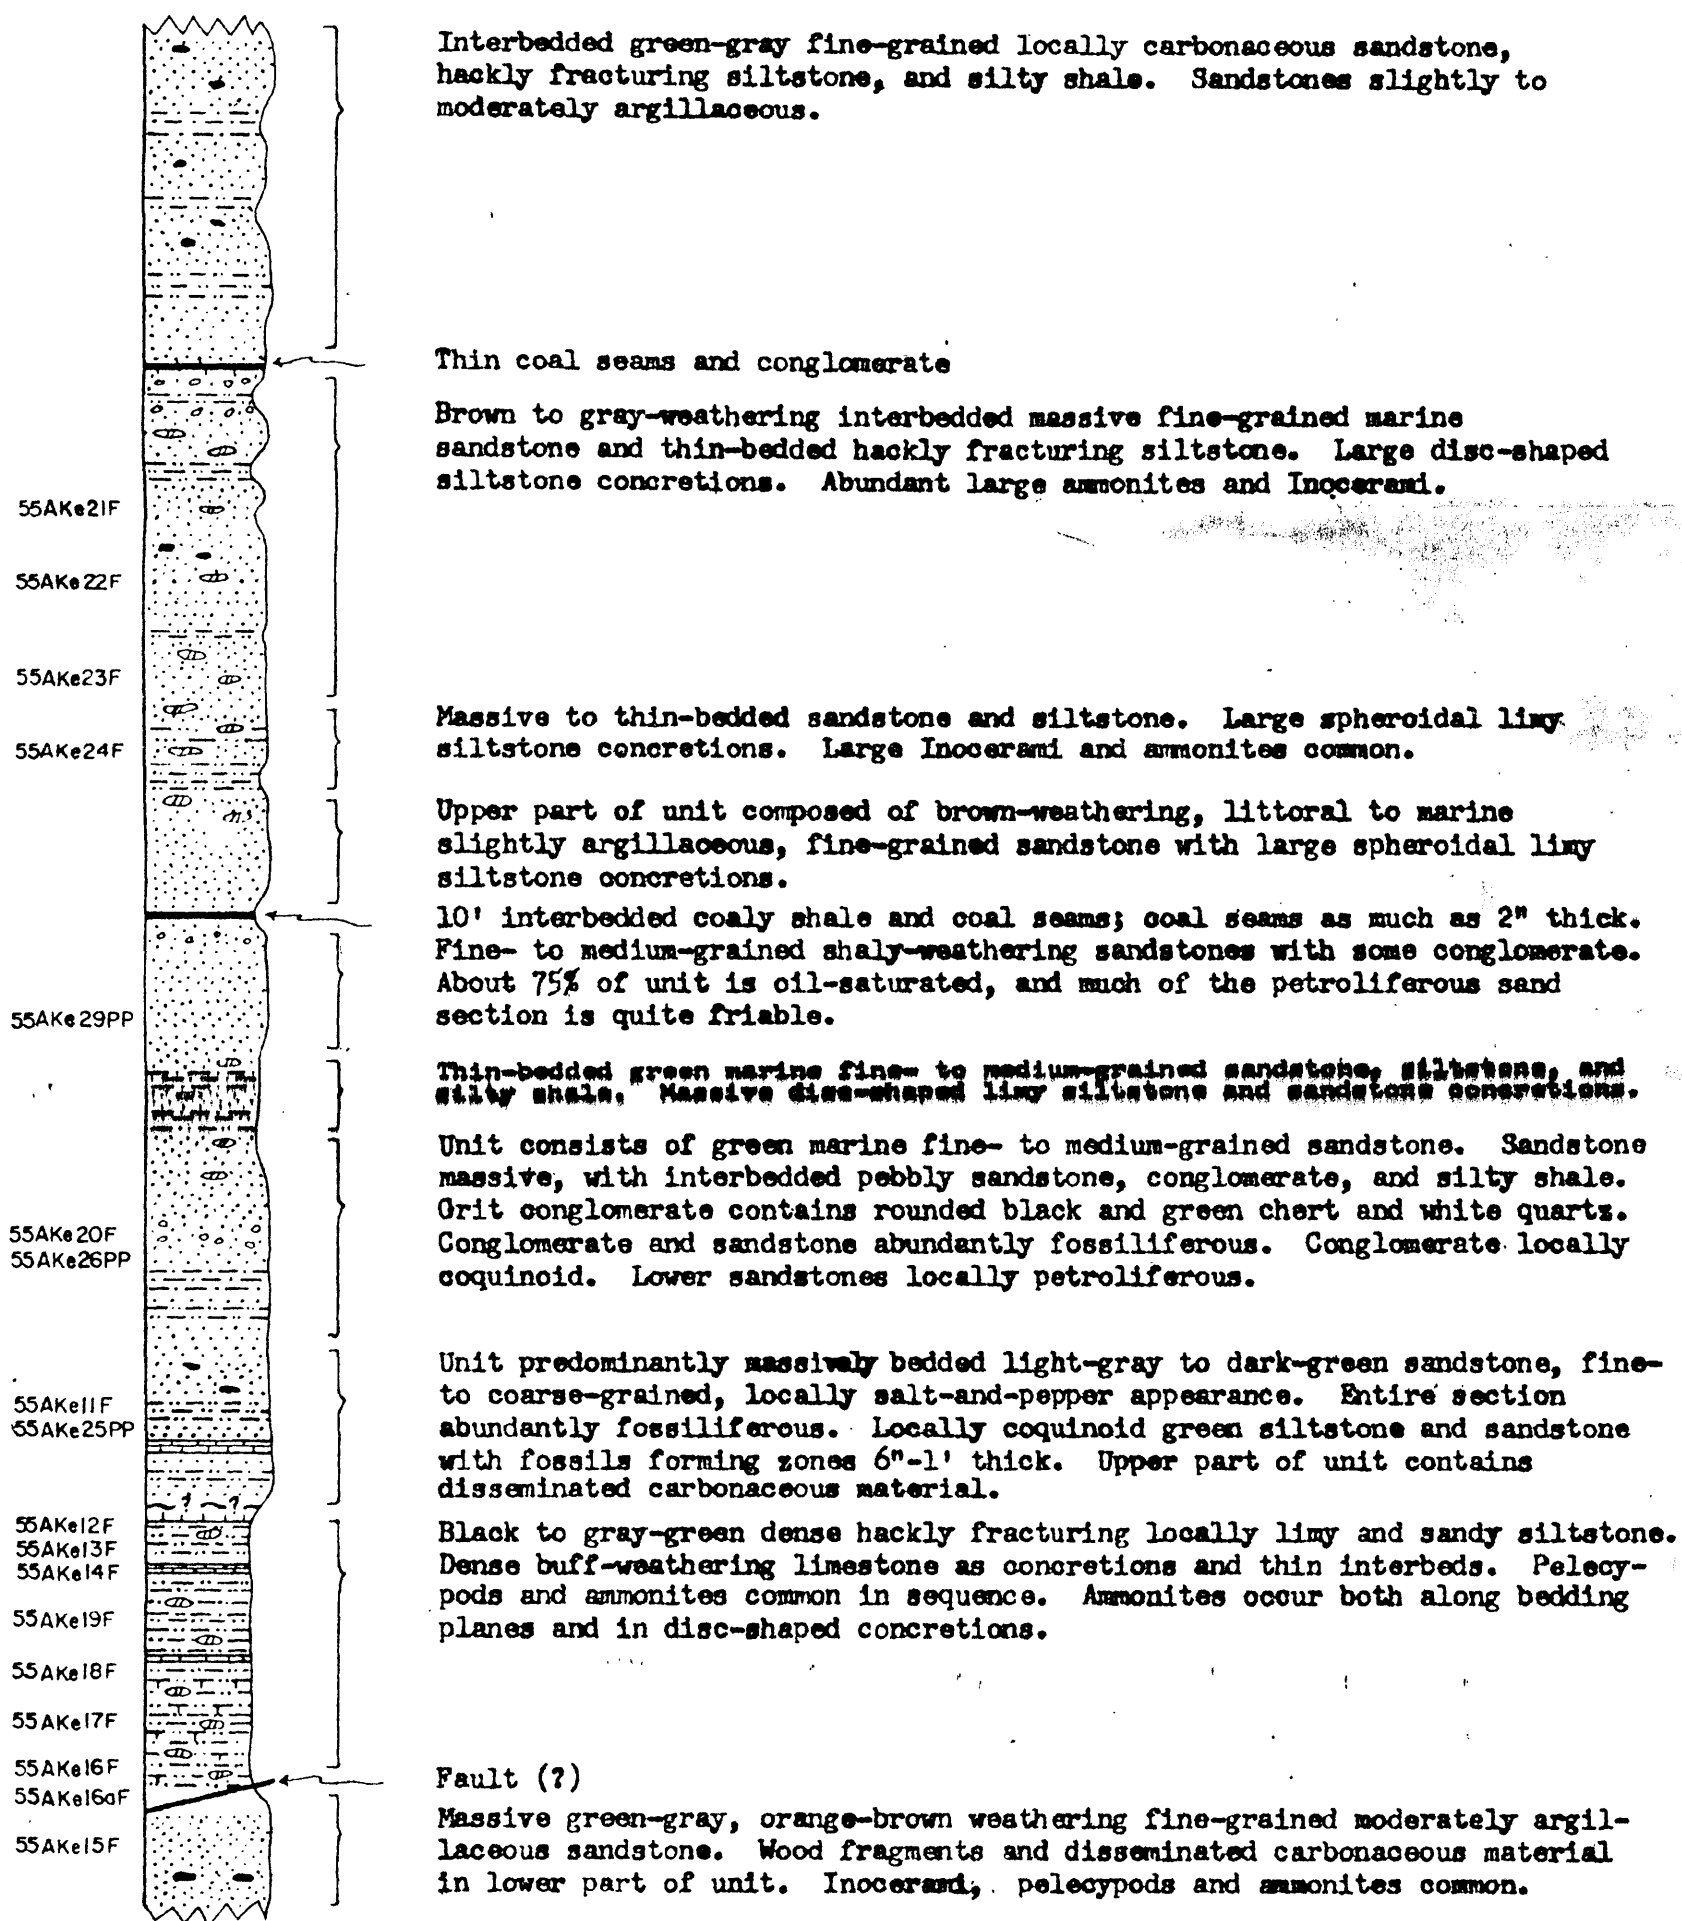 Interbedded green-gray fine-grained locally carbonaceous sandstone,
hackly fracturing siltstone, and silty shale. Sandstones slightly to
moderately argillaceous.
Thin coal seams and conglomerate
Brown to gray-weathering interbedded massive fine-grained marine
sandstone and thin-bedded hackly fracturing siltstone. Large disc-shaped
siltstone concretions. Abundant large ammonites and Inocerami.
55AKe21F
55AKe22F
55AKe23F
Massive to thin-bedded sandstone and siltstone. Large spheroidal limy
siltstone concretions. Large Inocerami and ammonites common.
55AKe24F
Upper part of unit composed of brown-weathering, littoral to marine
slightly argillaceous, fine-grained sandstone with large spheroidal limy
siltstone concretions.
10' interbedded coaly shale and coal seams; coal seams as much as 2" thick.
Fine- to medium-grained shaly-weathering sandstones with some conglomerate.
About 75% of unit is oil-saturated, and much of the petroliferous sand
section is quite friable.
55AKe29PP
Thin-bedded green marine fine- to medium-grained sandstone, siltstone, and
silty shale. Massive disc-shaped limy siltstone and sandstone concretions.
Unit consists of green marine fine- to medium-grained sandstone. Sandstone
massive, with interbedded pebbly sandstone, conglomerate, and silty shale.
Grit conglomerate contains rounded black and green chert and white quartz.
Conglomerate and sandstone abundantly fossiliferous. Conglomerate locally
coquinoid. Lower sandstones locally petroliferous.
55AKe20F
55AKe26PP
Unit predominantly massively bedded light-gray to dark-green sandstone, fine-
to coarse-grained, locally salt-and-pepper appearance. Entire section
abundantly fossiliferous. Locally coquinoid green siltstone and sandstone
with fossils forming zones 6"-1' thick. Upper part of unit contains
disseminated carbonaceous material.
55AKe11F
55AKe25PP
? ?
55AKe12F
55AKe13F
55AKe14F
55AKe19F
55AKe18F
55AKe17F
55AKe16F
Black to gray-green dense hackly fracturing locally limy and sandy siltstone.
Dense buff-weathering limestone as concretions and thin interbeds. Pelecy-
pods and ammonites common in sequence. Ammonites occur both along bedding
planes and in disc-shaped concretions.
Fault (?)
55AKe16aF
55AKe15F
Massive green-gray, orange-brown weathering fine-grained moderately argil-
laceous sandstone. Wood fragments and disseminated carbonaceous material
in lower part of unit. Inocerami, pelecypods and ammonites common.